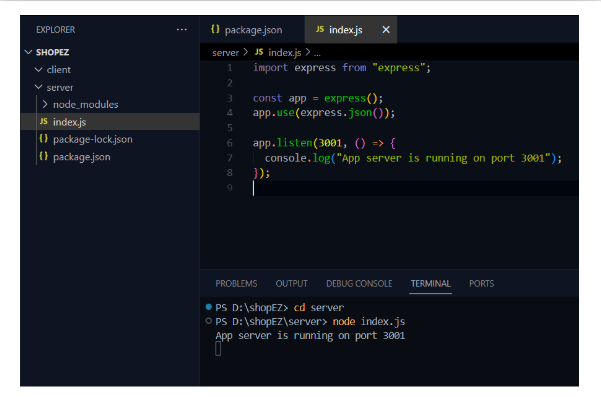 EXPLORER ...
{} package.json JS index.js ×
SHOPEZ
client
server
node_modules
JS index.js
{} package-lock.json
{} package.json
server > JS index.js > ...
1 import express from "express";
2
3 const app = express();
4 app.use(express.json());
5
6 app.listen(3001, () => {
7 console.log("App server is running on port 3001");
8 });
9
PROBLEMS OUTPUT DEBUG CONSOLE TERMINAL PORTS
PS D:\shopEZ> cd server
PS D:\shopEZ\server> node index.js
App server is running on port 3001